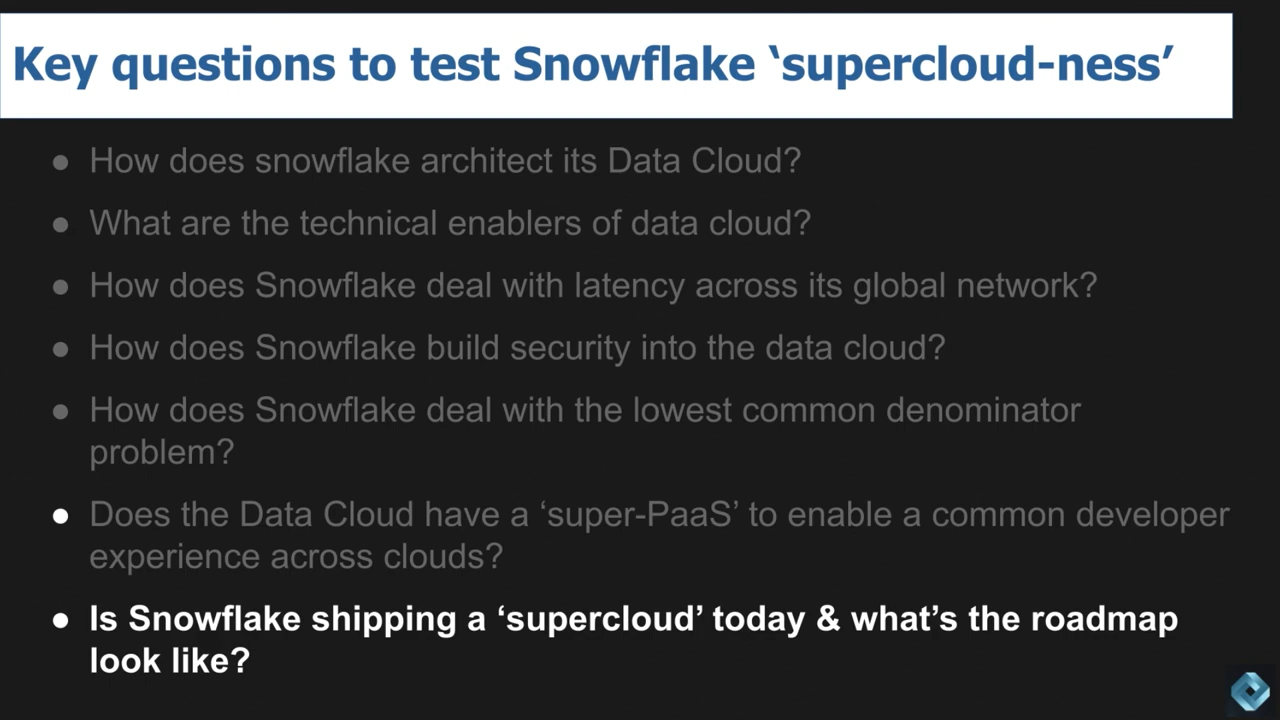 Key questions to test Snowflake ‘supercloud-ness’
● How does snowflake architect its Data Cloud?
● What are the technical enablers of data cloud?
● How does Snowflake deal with latency across its global network?
● How does Snowflake build security into the data cloud?
● How does Snowflake deal with the lowest common denominator
problem?
● Does the Data Cloud have a ‘super-PaaS’ to enable a common developer
experience across clouds?
● Is Snowflake shipping a ‘supercloud’ today & what’s the roadmap
look like?